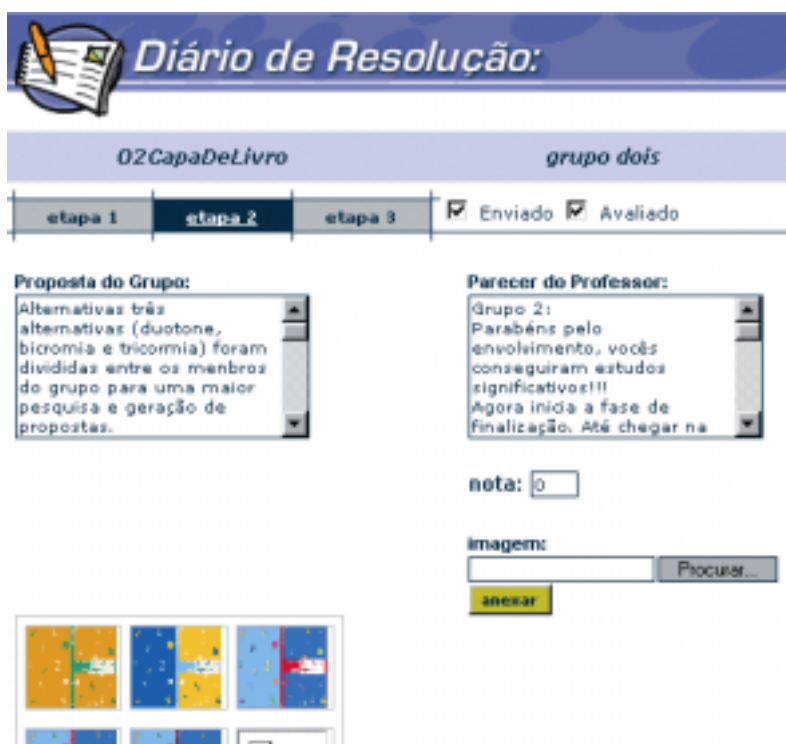 Diário de Resolução:
02CapaDeLivro
grupo dois
etapa 1
etapa 2
etapa 3
Enviado
Avaliado
Proposta do Grupo:
Alternativas três
alternativas (duotone,
bicromia e tricormia) foram
divididas entre os menbros
do grupo para uma maior
pesquisa e geração de
propostas.
Parecer do Professor:
Grupo 2:
Parabéns pelo
envolvimento, vocês
conseguiram estudos
significativos!!!
Agora inicia a fase de
finalização. Até chegar na
nota: 0
imagem:
Procurar...
anexar